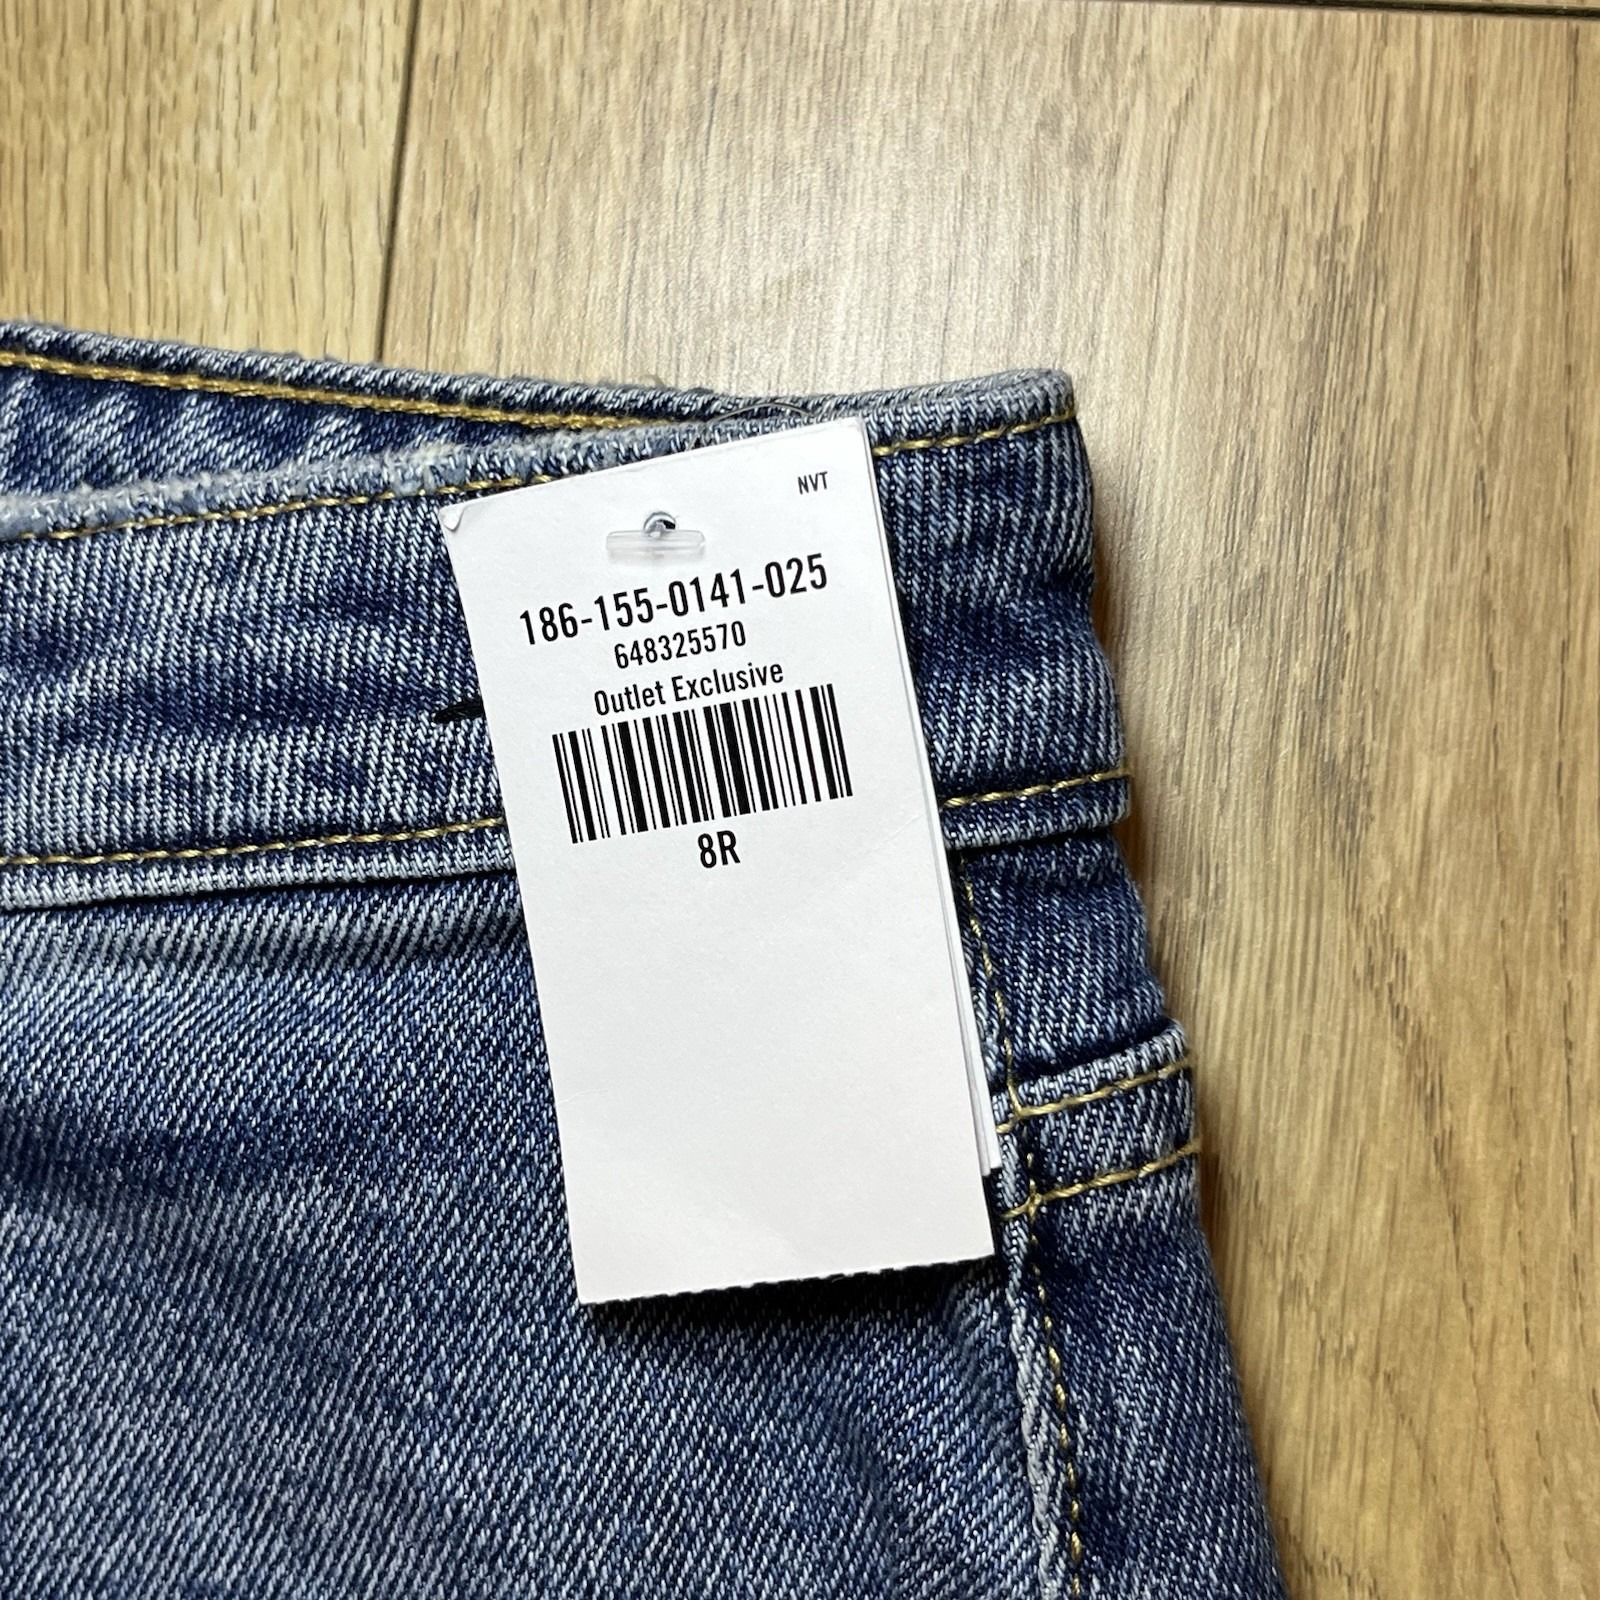 NVT
186-155-0141-025
648325570
Outlet Exclusive
8R